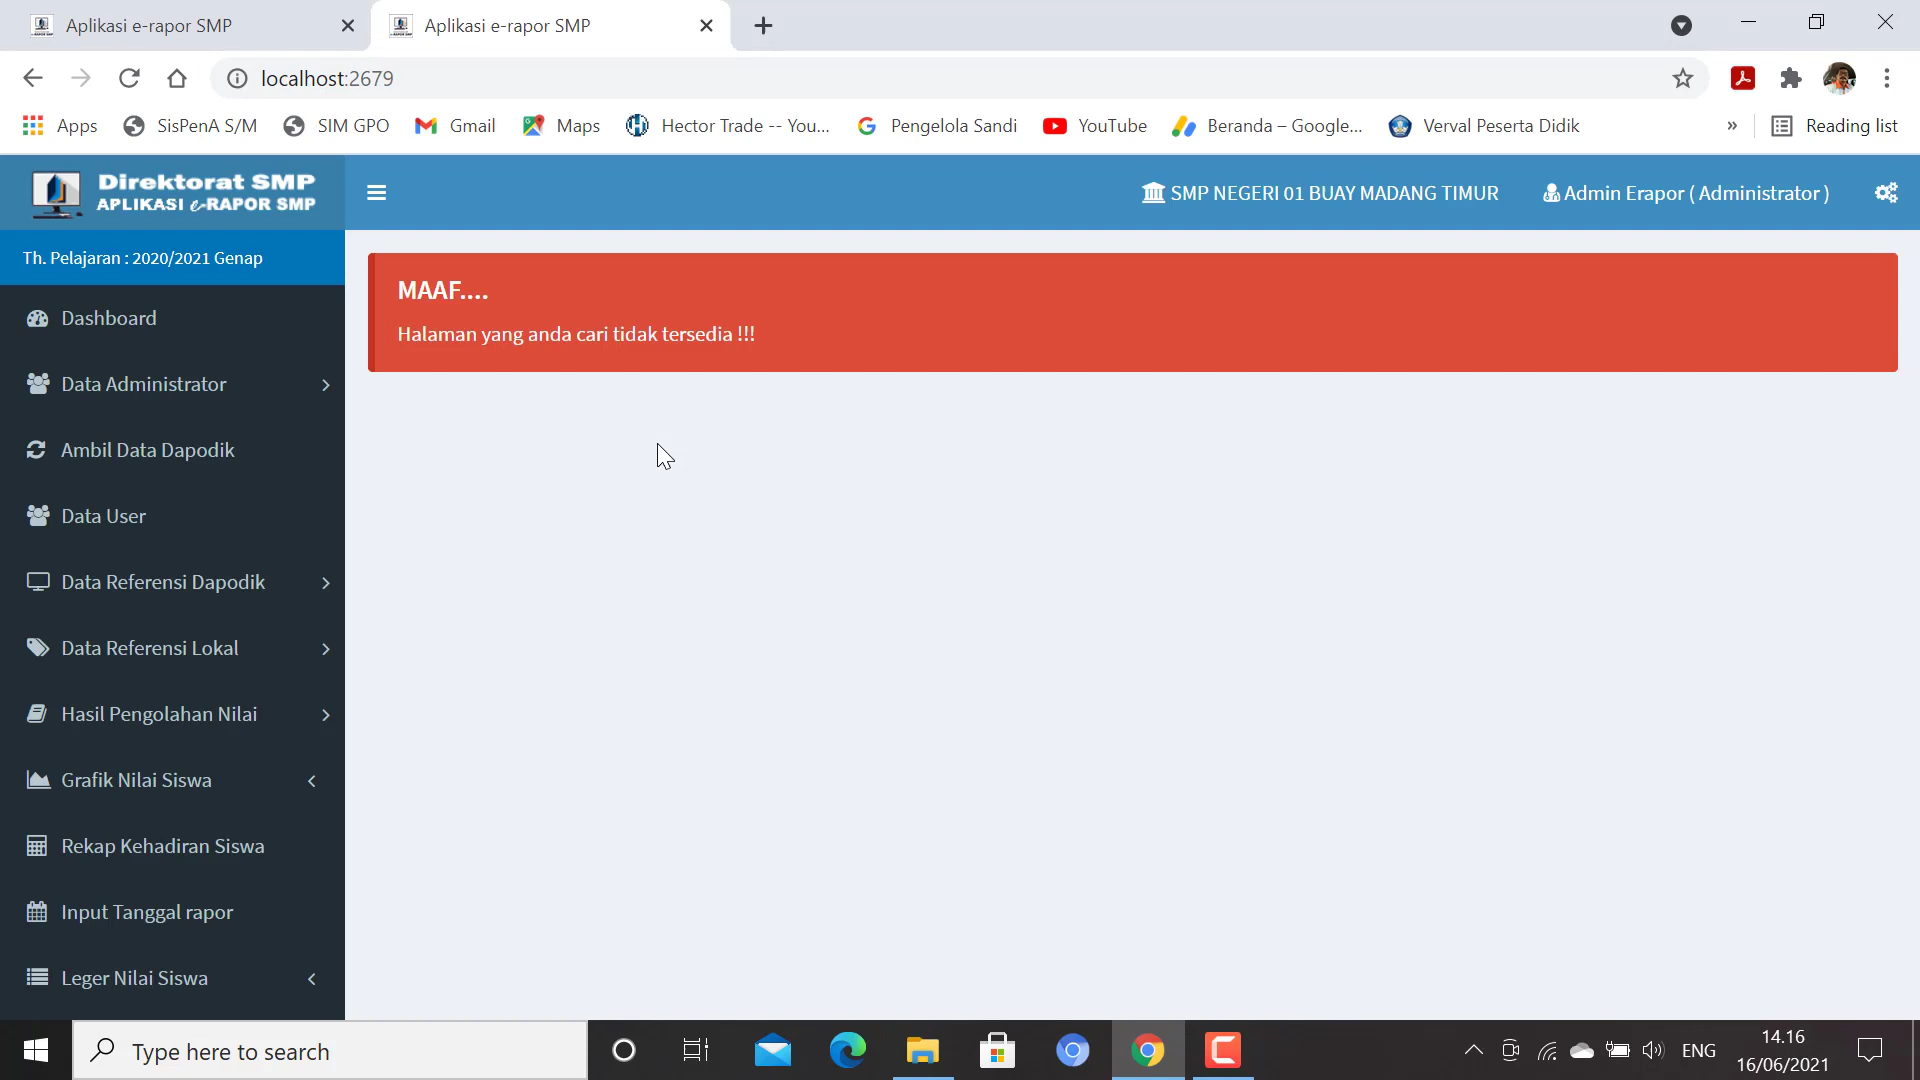 Aplikasi e-rapor SMP
Aplikasi e-rapor SMP
localhost:2679
Apps
SisPenA S/M
SIM GPO
Gmail
Maps
Hector Trade -- You...
Pengelola Sandi
YouTube
Beranda – Google...
Verval Peserta Didik
»
Reading list
Direktorat SMP
APLIKASI e-RAPOR SMP
SMP NEGERI 01 BUAY MADANG TIMUR
Admin Erapor ( Administrator )
Th. Pelajaran : 2020/2021 Genap
Dashboard
Data Administrator
Ambil Data Dapodik
Data User
Data Referensi Dapodik
Data Referensi Lokal
Hasil Pengolahan Nilai
Grafik Nilai Siswa
Rekap Kehadiran Siswa
Input Tanggal rapor
Leger Nilai Siswa
MAAF....
Halaman yang anda cari tidak tersedia !!!
Type here to search
ENG
14.16
16/06/2021